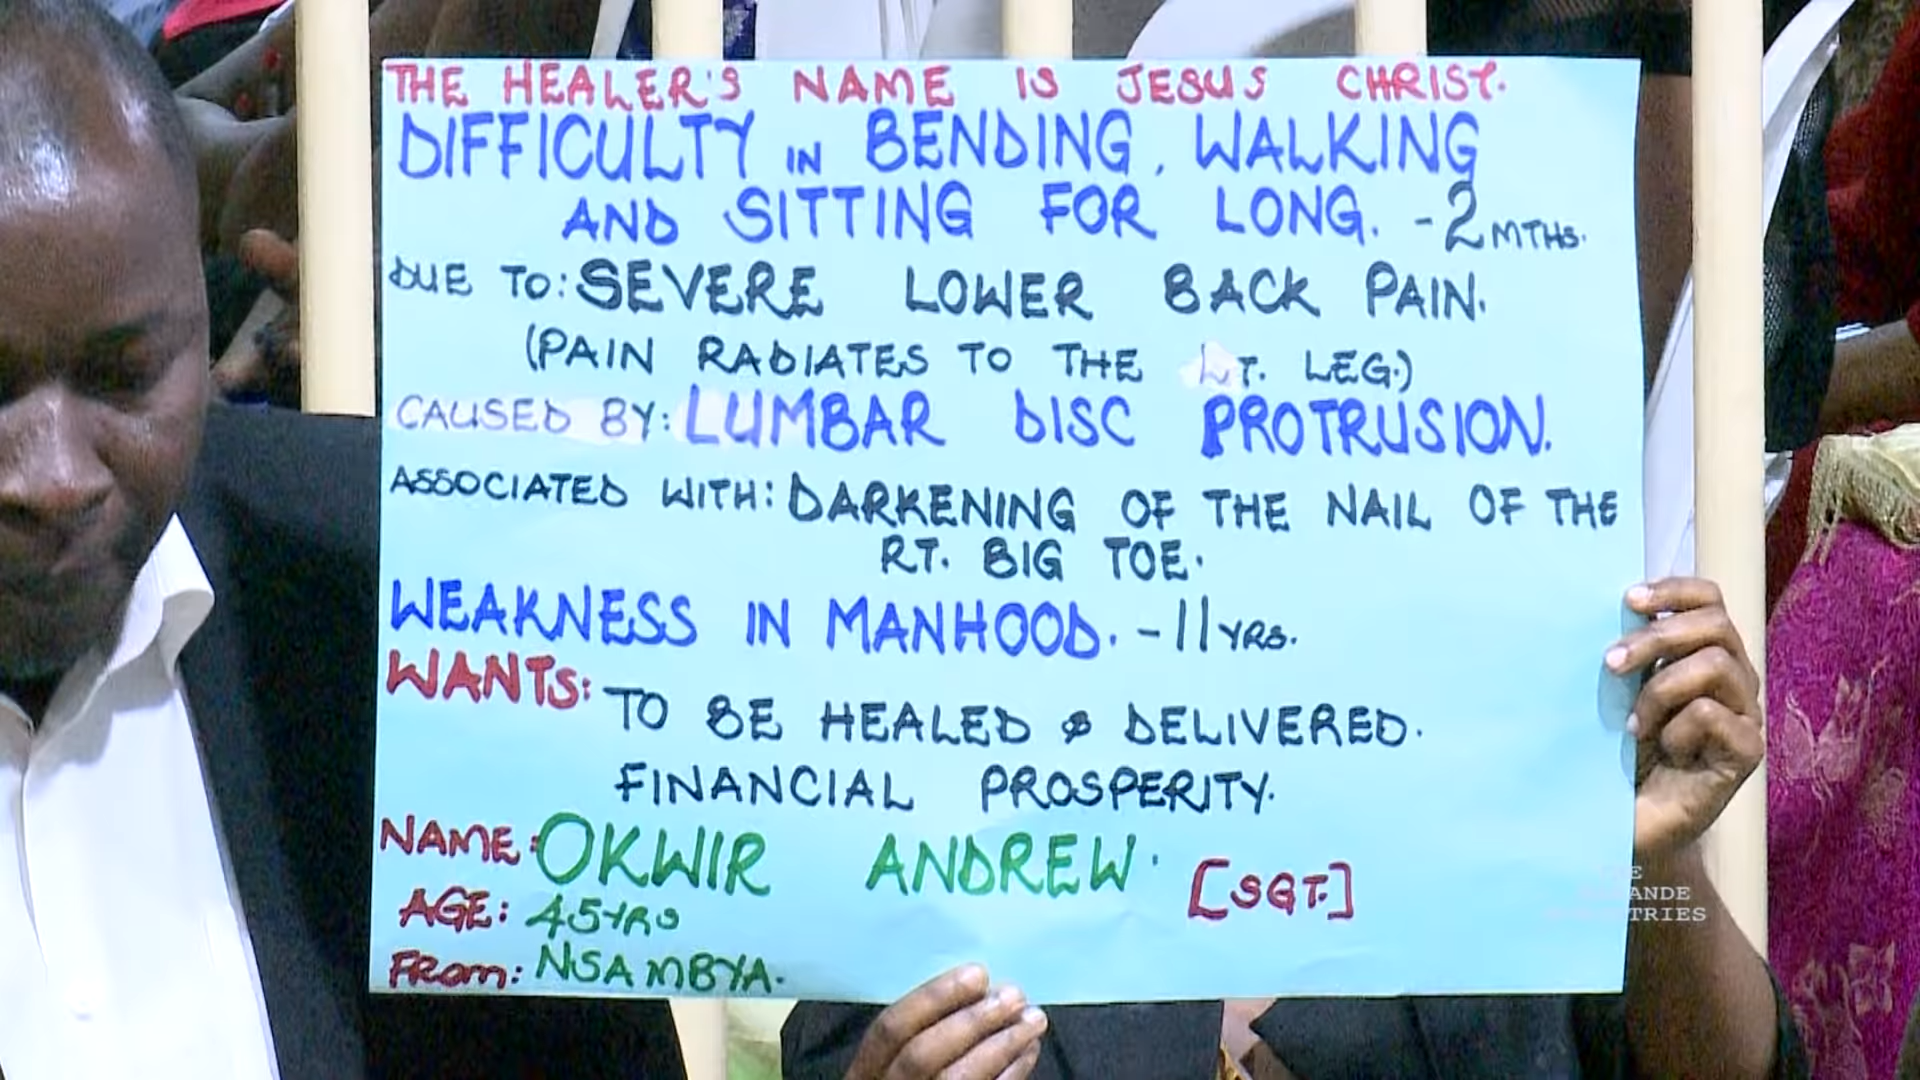 THE HEALER'S NAME IS JESUS CHRIST.
DIFFICULTY IN BENDING, WALKING
AND SITTING FOR LONG. - 2 MTHS.
DUE TO: SEVERE LOWER BACK PAIN.
(PAIN RADIATES TO THE LT. LEG.)
CAUSED BY: LUMBAR DISC PROTRUSION.
ASSOCIATED WITH: DARKENING OF THE NAIL OF THE
RT. BIG TOE.
WEAKNESS IN MANHOOD. - 11 YRS.
WANTS: TO BE HEALED & DELIVERED.
FINANCIAL PROSPERITY.
NAME: OKWIR ANDREW. [SGT.]
AGE: 45YRS
FROM: NSAMBYA.